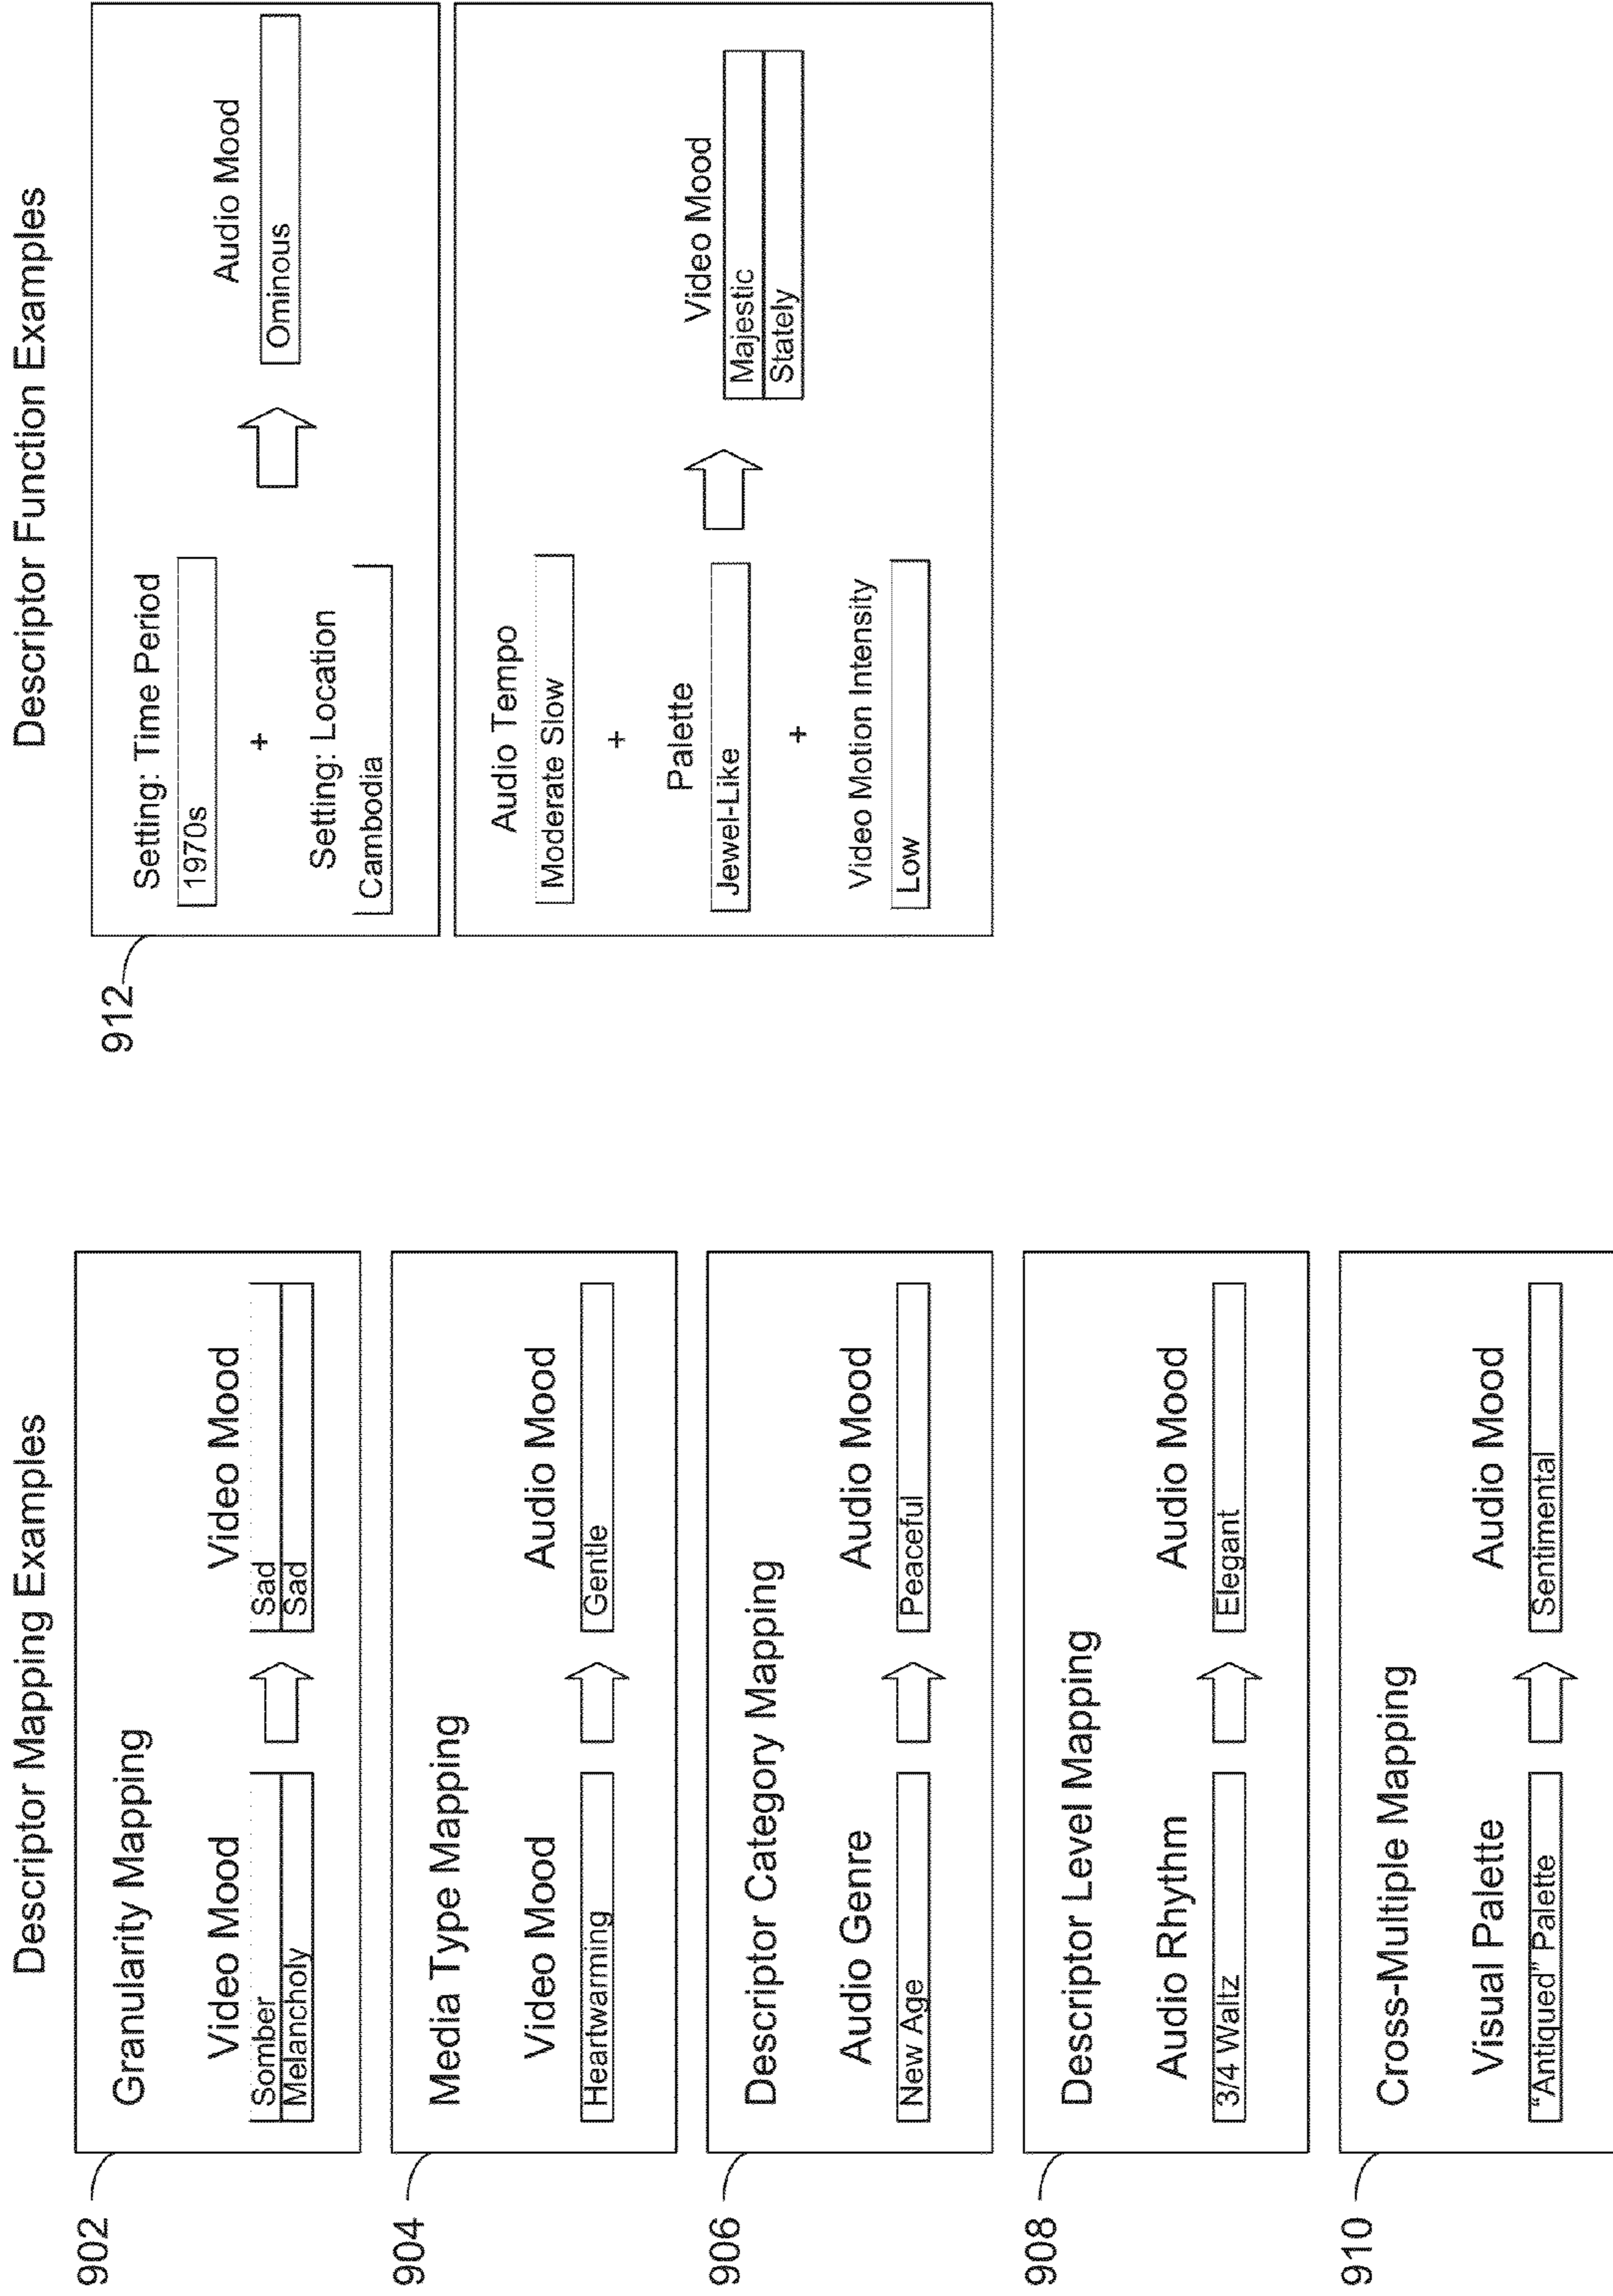 Descriptor Mapping Examples
902
Granularity Mapping
Video Mood
Somber
Melancholy
Video Mood
Sad
Sad
904
Media Type Mapping
Video Mood
Heartwarming
Audio Mood
Gentle
906
Descriptor Category Mapping
Audio Genre
New Age
Audio Mood
Peaceful
908
Descriptor Level Mapping
Audio Rhythm
3/4 Waltz
Audio Mood
Elegant
910
Cross-Multiple Mapping
Visual Palette
“Antiqued” Palette
Audio Mood
Sentimental
Descriptor Function Examples
912
Setting: Time Period
1970s
+
Setting: Location
Cambodia
Audio Mood
Ominous
Audio Tempo
Moderate Slow
+
Palette
Jewel-Like
+
Video Motion Intensity
Low
Video Mood
Majestic
Stately